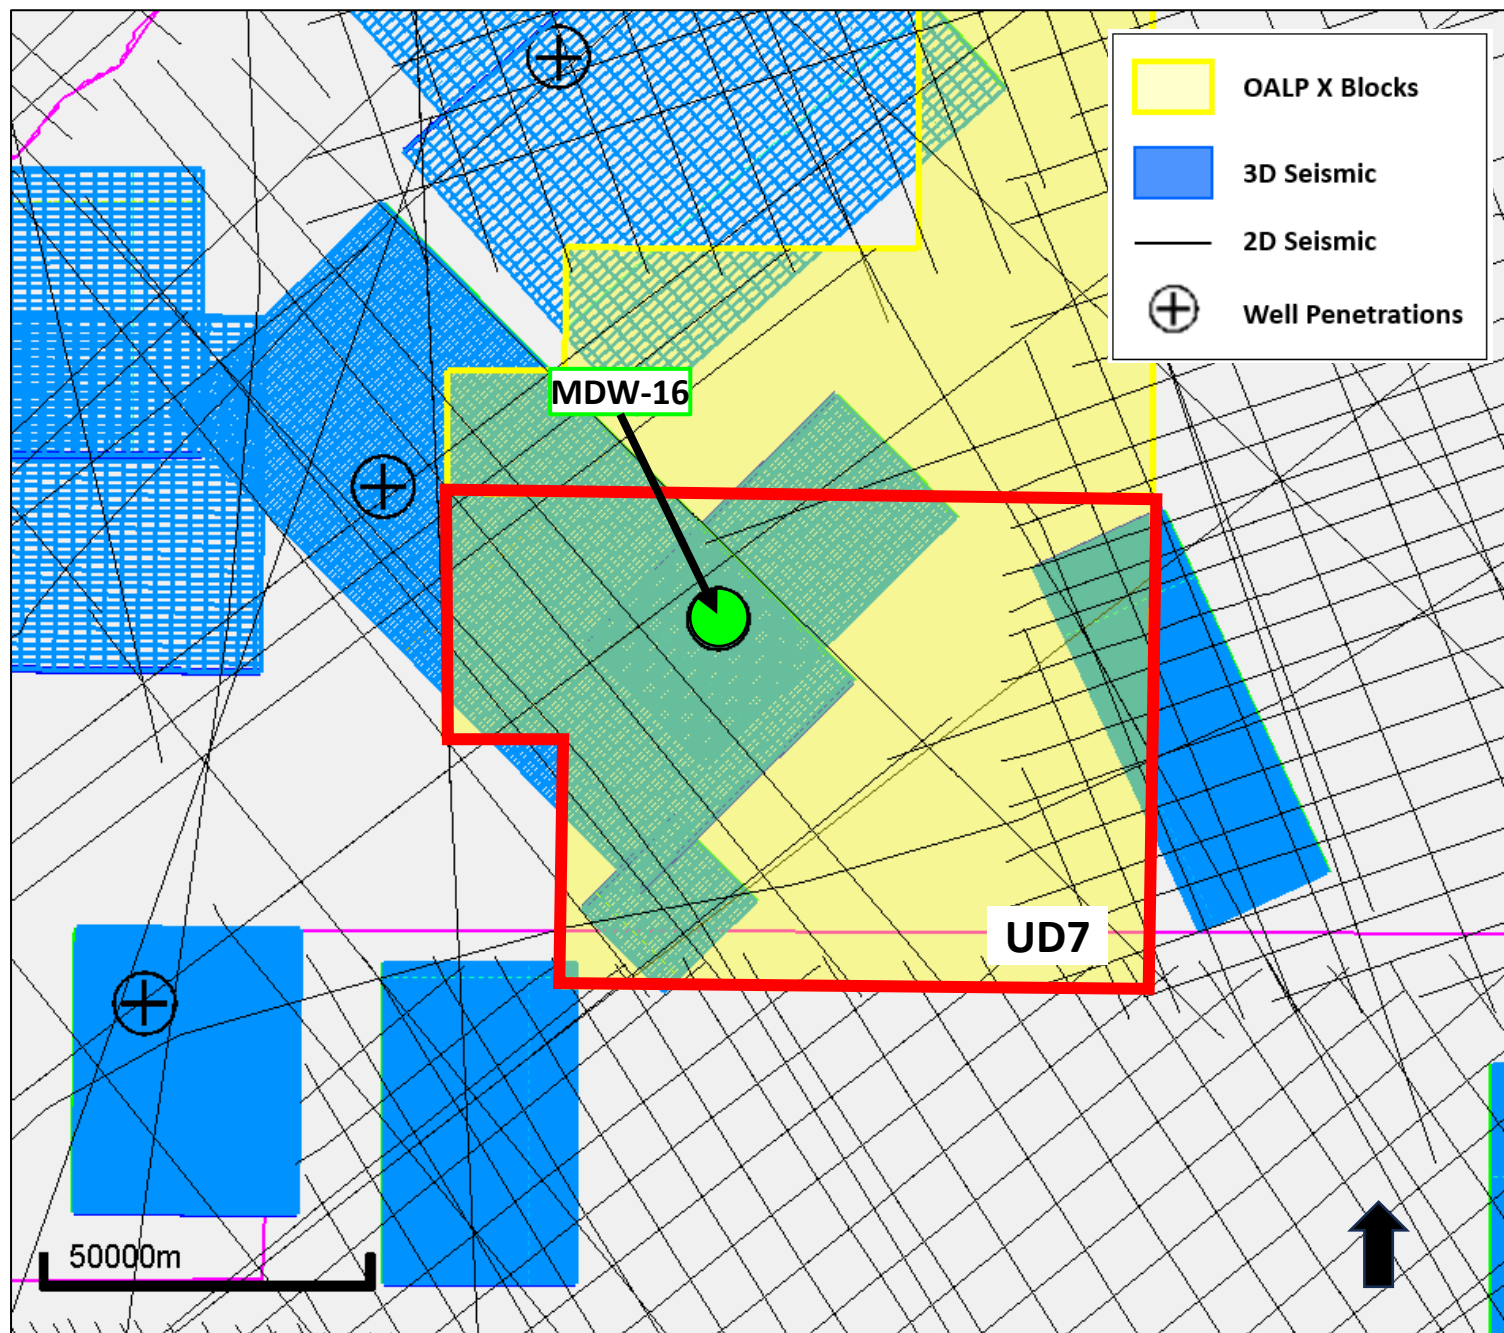 OALP X Blocks
3D Seismic
2D Seismic
Well Penetrations
MDW-16
UD7
50000m